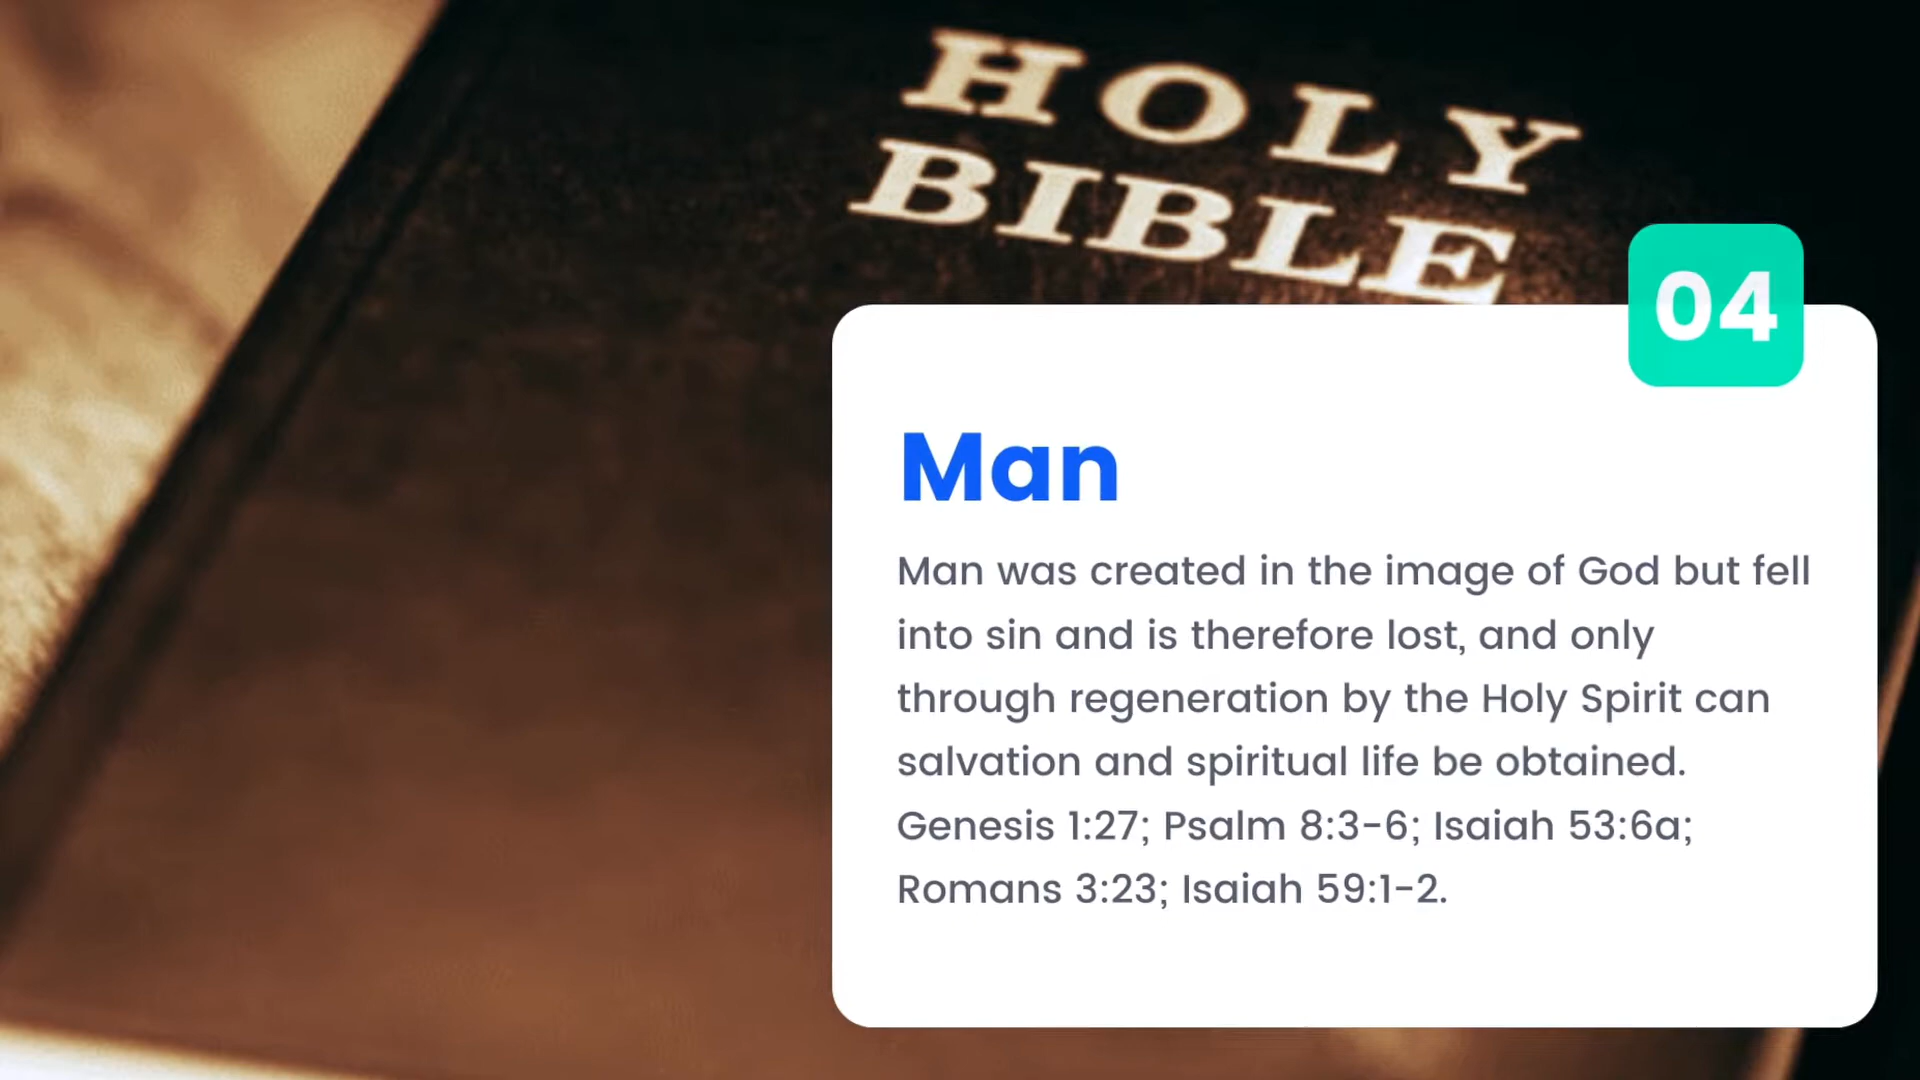 HOLY
BIBLE
04
Man
Man was created in the image of God but fell
into sin and is therefore lost, and only
through regeneration by the Holy Spirit can
salvation and spiritual life be obtained.
Genesis 1:27; Psalm 8:3-6; Isaiah 53:6a;
Romans 3:23; Isaiah 59:1-2.